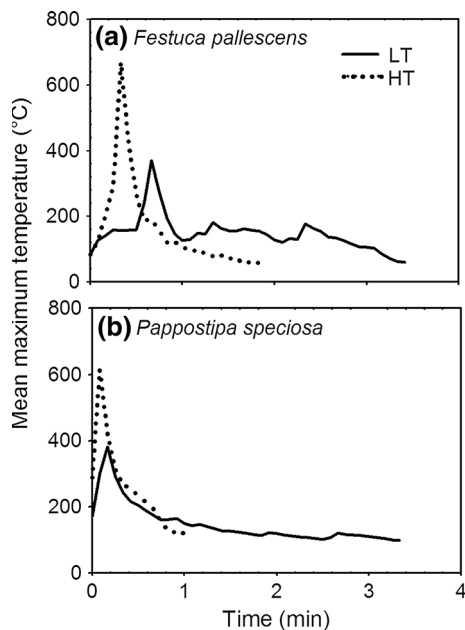 (a) Festuca pallescens
LT
HT
800
600
400
200
0
Mean maximum temperature (°C)
(b) Pappostipa speciosa
800
600
400
200
0
0 1 2 3 4
Time (min)